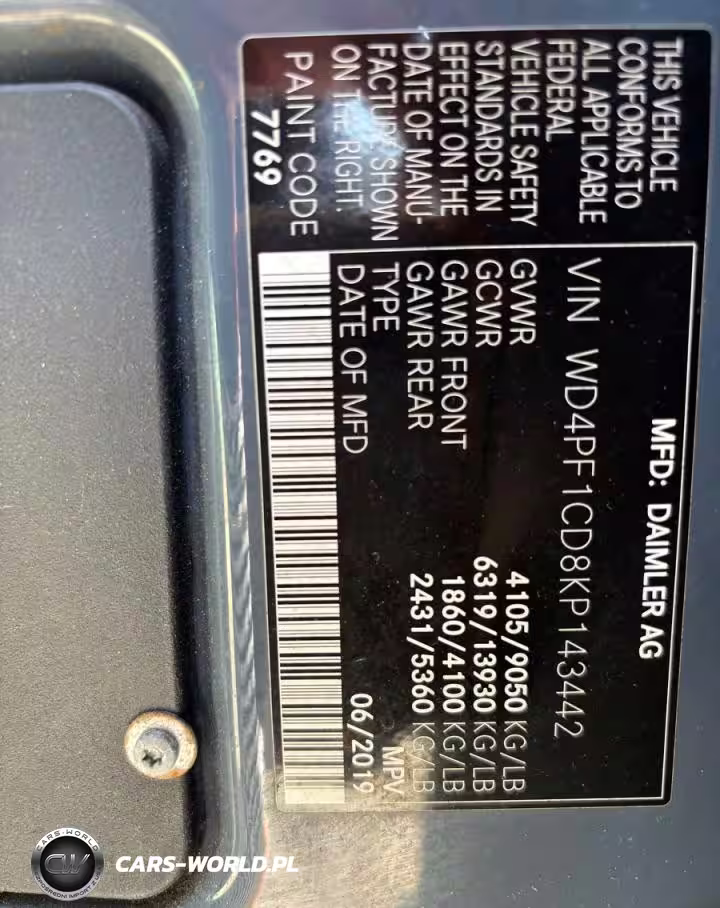 MFD: DAIMLER AG
THIS VEHICLE
CONFORMS TO
ALL APPLICABLE
FEDERAL
VEHICLE SAFETY
STANDARDS IN
EFFECT ON THE
DATE OF MANU-
FACTURE SHOWN
ON THE RIGHT.
PAINT CODE
7769
VIN WD4PF1CD8KP143442
GVWR 4105/9050 KG/LB
GCWR 6319/13930 KG/LB
GAWR FRONT 1860/4100 KG/LB
GAWR REAR 2431/5360 KG/LB
TYPE MPV
DATE OF MFD 06/2019
CARS-WORLD
CW
CARS-WORLD.PL